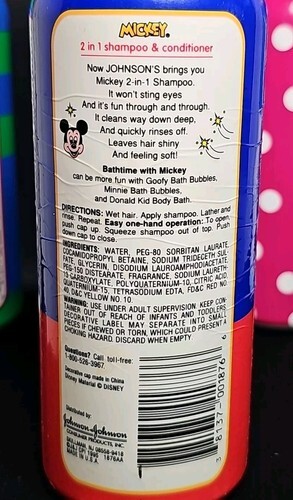 MICKEY
2 in 1 shampoo & conditioner
Now JOHNSON'S brings you
Mickey 2-in-1 Shampoo.
It won't sting eyes
And it's fun through and through.
It cleans way down deep,
And quickly rinses off.
Leaves hair shiny
And feeling soft!
Bathtime with Mickey
can be more fun with Goofy Bath Bubbles,
Minnie Bath Bubbles,
and Donald Kid Body Bath.
DIRECTIONS: Wet hair. Apply shampoo. Lather and
rinse. Repeat. Easy one-hand operation: To open,
push cap up. Squeeze shampoo out of top. Push
down cap to close.
INGREDIENTS: WATER, PEG-80 SORBITAN LAURATE,
COCAMIDOPROPYL BETAINE, SODIUM TRIDECETH SUL-
FATE, GLYCERIN, DISODIUM LAUROAMPHODIACETATE,
PEG-150 DISTEARATE, FRAGRANCE, SODIUM LAURETH-
13 CARBOXYLATE, POLYQUATERNIUM-10, CITRIC ACID,
QUATERNIUM-15, TETRASODIUM EDTA, FD&C RED NO.
D&C YELLOW NO. 10.
WARNING: USE UNDER ADULT SUPERVISION. KEEP CON-
TAINER OUT OF REACH OF INFANTS AND TODDLERS.
DECORATIVE LABEL MAY SEPARATE INTO SMALL
PIECES IF CHEWED OR TORN, WHICH COULD PRESENT A
CHOKING HAZARD. DISCARD WHEN EMPTY
Questions? Call toll-free:
1-800-526-3967
Decorative cap made in China
Disney Material © DISNEY
Distributed by:
Johnson & Johnson
CONSUMER PRODUCTS, INC.
SKILLMAN, NJ 08558-9418
1996 1876AA
MADE IN U.S.A.
3 8137-001876 6